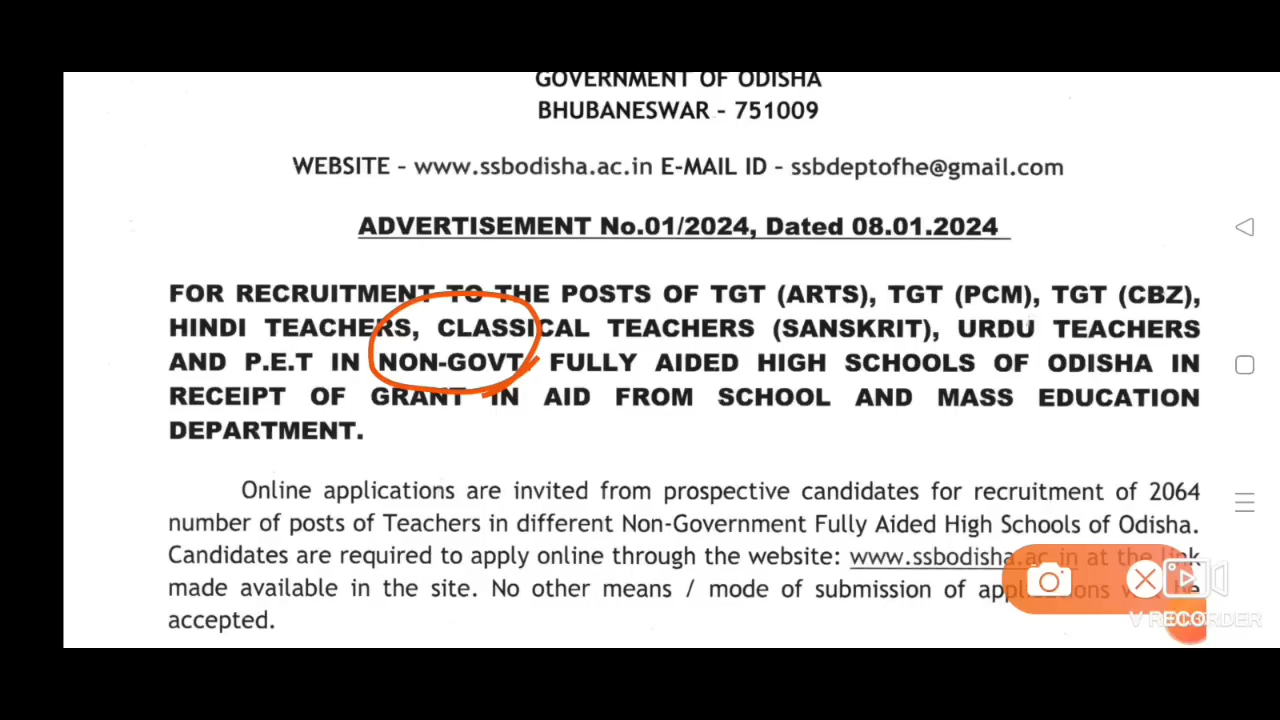 GOVERNMENT OF ODISHA
BHUBANESWAR - 751009
WEBSITE - www.ssbodisha.ac.in E-MAIL ID - ssbdeptofhe@gmail.com
ADVERTISEMENT No.01/2024, Dated 08.01.2024
FOR RECRUITMENT TO THE POSTS OF TGT (ARTS), TGT (PCM), TGT (CBZ),
HINDI TEACHERS, CLASSICAL TEACHERS (SANSKRIT), URDU TEACHERS
AND P.E.T IN NON-GOVT. FULLY AIDED HIGH SCHOOLS OF ODISHA IN
RECEIPT OF GRANT IN AID FROM SCHOOL AND MASS EDUCATION
DEPARTMENT.
Online applications are invited from prospective candidates for recruitment of 2064
number of posts of Teachers in different Non-Government Fully Aided High Schools of Odisha.
Candidates are required to apply online through the website: www.ssbodisha.ac.in at the link
made available in the site. No other means / mode of submission of be
accepted.
V RECORDER